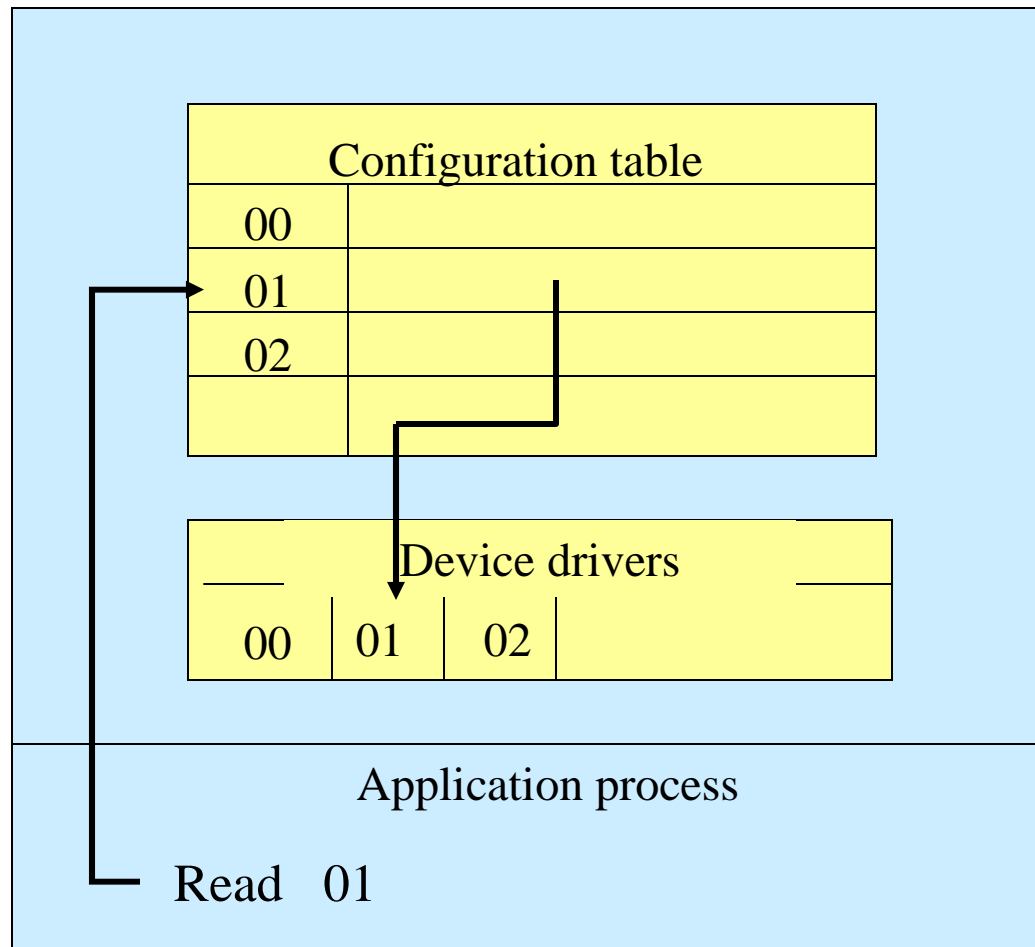 Configuration table
00
01
02
Device drivers
00 01 02
Application process
Read 01